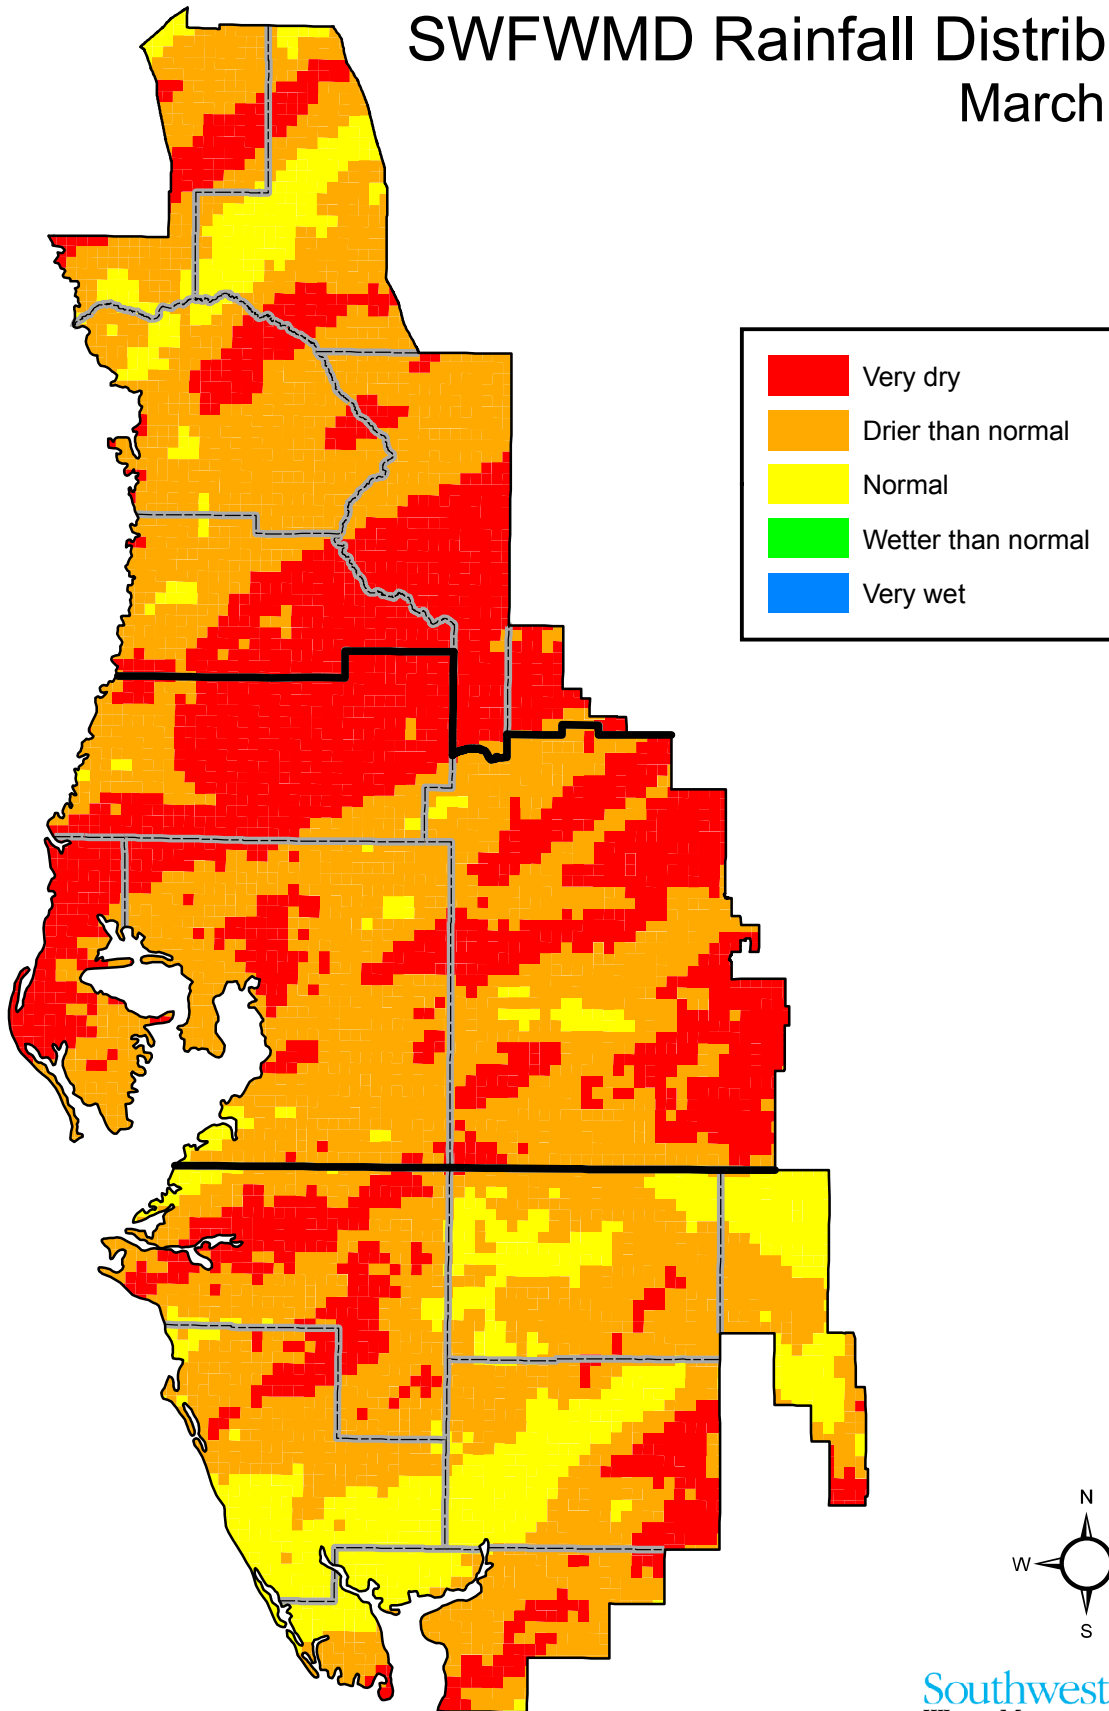 SWFWMD Rainfall Distrib
March
Very dry
Drier than normal
Normal
Wetter than normal
Very wet
N
W
S
Southwest